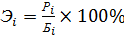 Эᵢ = Pᵢ/Бᵢ × 100%